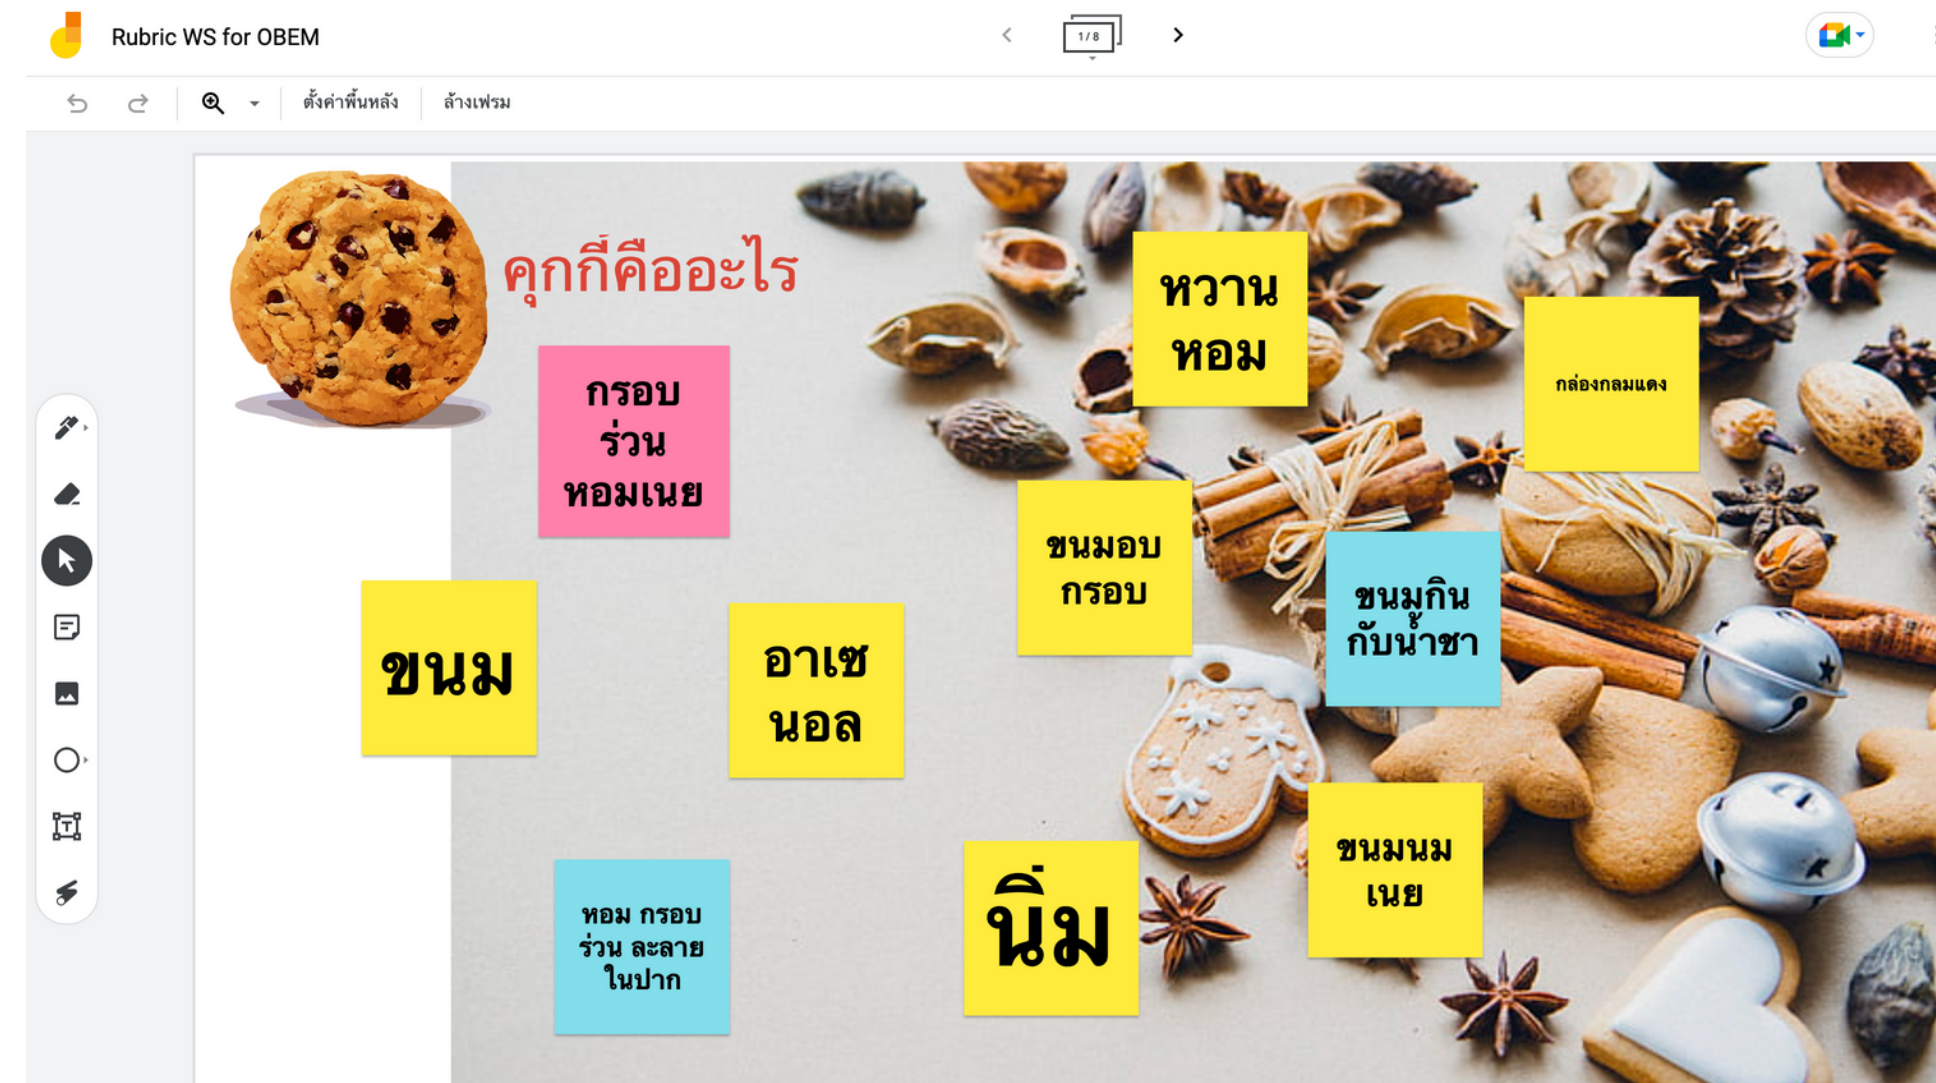 Rubric WS for OBEM
1/8
ตั้งค่าพื้นหลัง
ล้างเฟรม
คุกกี้คืออะไร
หวาน
หอม
กล่องกลมแดง
กรอบ
ร่วน
หอมเนย
ขนมอบ
กรอบ
ขนมกิน
กับน้ำชา
ขนม
อาเซ
นอล
นิ่ม
ขนมนม
เนย
หอม กรอบ
ร่วน ละลาย
ในปาก